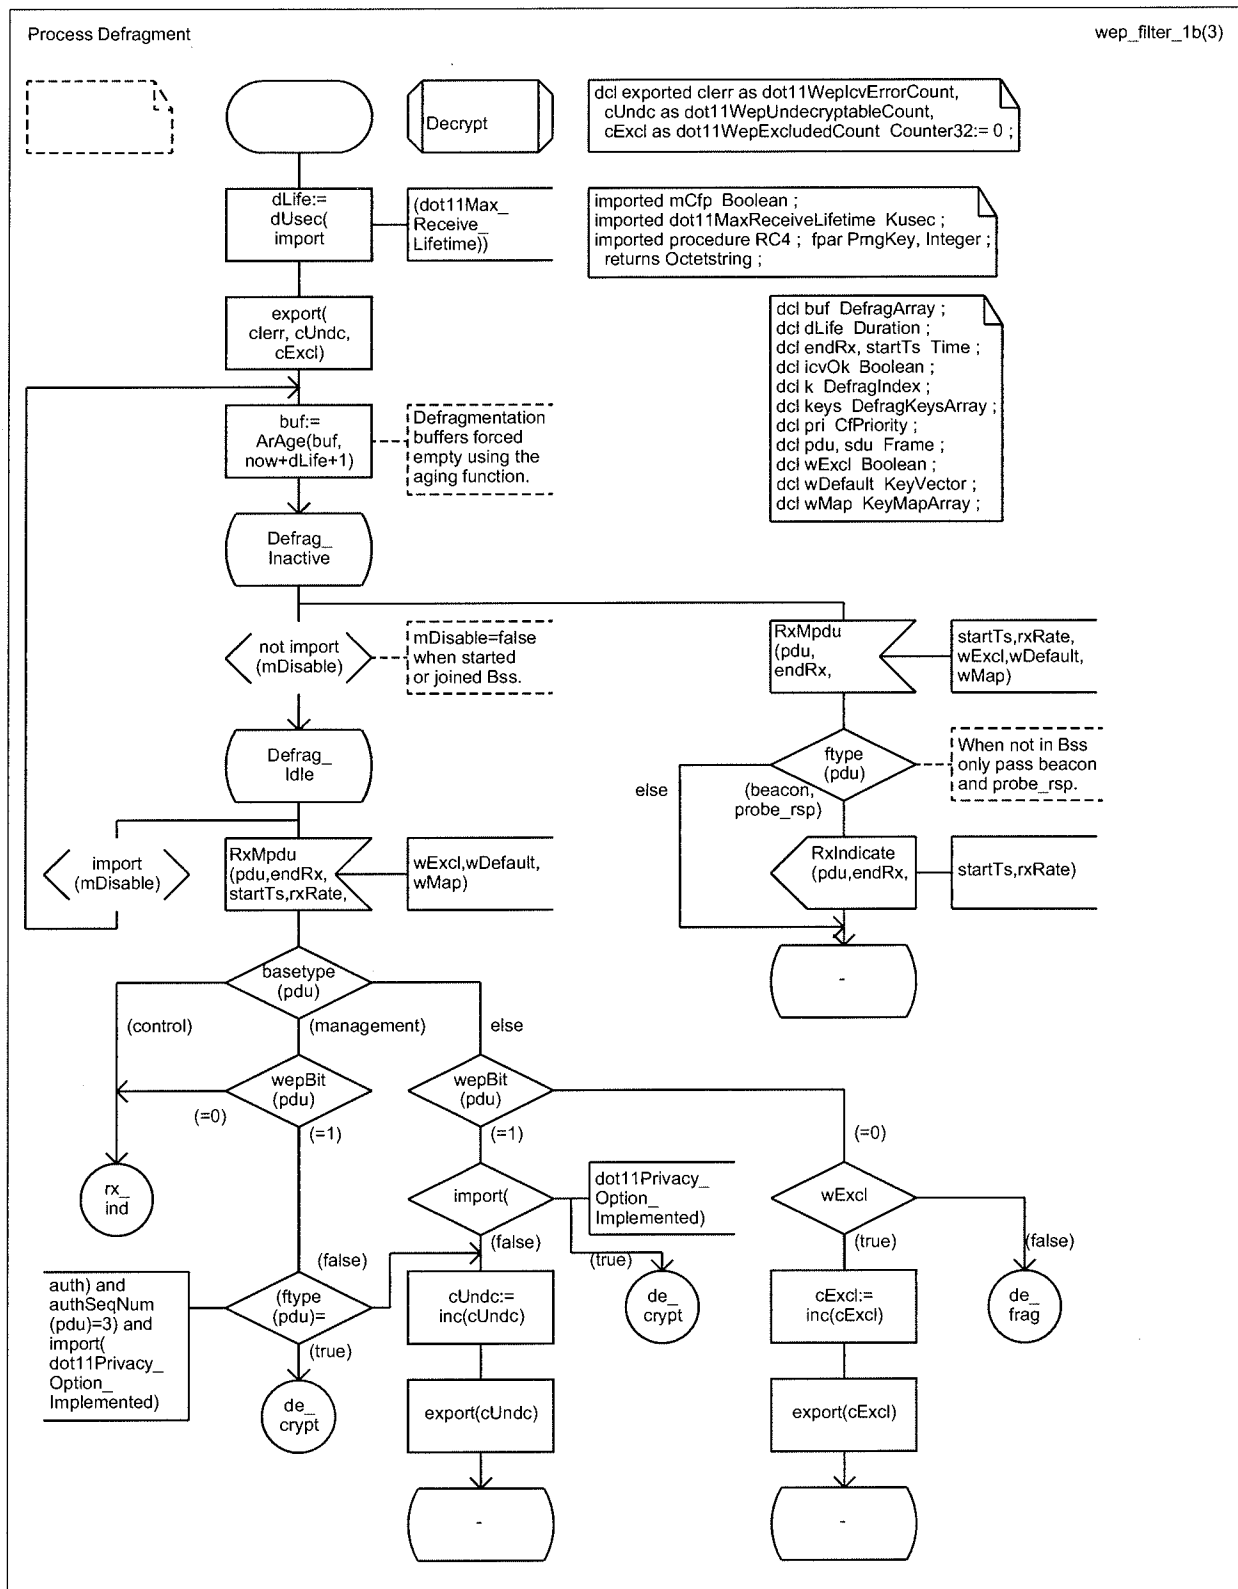 Process Defragment
wep_filter_1b(3)
Decrypt
dcl exported cIerr as dot11WepIcvErrorCount,
cUndc as dot11WepUndecryptableCount,
cExcl as dot11WepExcludedCount Counter32:= 0 ;
dLife:=
dUsec(
import
(dot11Max_
Receive_
Lifetime))
imported mCfp Boolean ;
imported dot11MaxReceiveLifetime Kusec ;
imported procedure RC4 ; fpar PrngKey, Integer ;
returns Octetstring ;
export(
cIerr, cUndc,
cExcl)
dcl buf DefragArray ;
dcl dLife Duration ;
dcl endRx, startTs Time ;
dcl icvOk Boolean ;
dcl k DefragIndex ;
dcl keys DefragKeysArray ;
dcl pri CfPriority ;
dcl pdu, sdu Frame ;
dcl wExcl Boolean ;
dcl wDefault KeyVector ;
dcl wMap KeyMapArray ;
buf:=
ArAge(buf,
now+dLife+1)
Defragmentation
buffers forced
empty using the
aging function.
Defrag_
Inactive
not import
(mDisable)
mDisable=false
when started
or joined Bss.
RxMpdu
(pdu,
endRx,
startTs,rxRate,
wExcl,wDefault,
wMap)
Defrag_
Idle
ftype
(pdu)
When not in Bss
only pass beacon
and probe_rsp.
else
(beacon,
probe_rsp)
import
(mDisable)
RxMpdu
(pdu,endRx,
startTs,rxRate,
wExcl,wDefault,
wMap)
RxIndicate
(pdu,endRx,
startTs,rxRate)
-
basetype
(pdu)
(control)
(management)
else
wepBit
(pdu)
(=0)
(=1)
wepBit
(pdu)
(=1)
(=0)
rx_
ind
import(
dot11Privacy_
Option_
Implemented)
wExcl
(false)
(true)
(true)
(false)
(false)
auth) and
authSeqNum
(pdu)=3) and
import(
dot11Privacy_
Option_
Implemented)
(ftype
(pdu)=
(true)
cUndc:=
inc(cUndc)
de_
crypt
cExcl:=
inc(cExcl)
de_
frag
de_
crypt
export(cUndc)
export(cExcl)
-
-